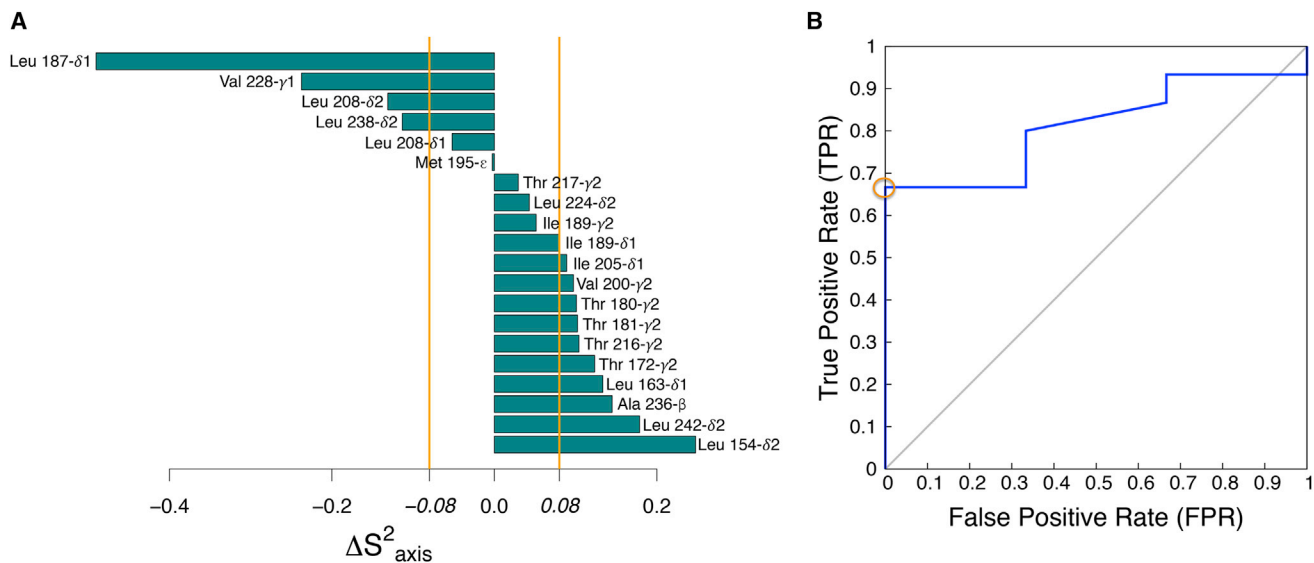 A
Leu 187-δ1
Val 228-γ1
Leu 208-δ2
Leu 238-δ2
Leu 208-δ1
Met 195-ε
Thr 217-γ2
Leu 224-δ2
Ile 189-γ2
Ile 189-δ1
Ile 205-δ1
Val 200-γ2
Thr 180-γ2
Thr 181-γ2
Thr 216-γ2
Thr 172-γ2
Leu 163-δ1
Ala 236-β
Leu 242-δ2
Leu 154-δ2
−0.4 −0.2 −0.08 0.0 0.08 0.2
ΔS²axis
B
True Positive Rate (TPR)
1
0.9
0.8
0.7
0.6
0.5
0.4
0.3
0.2
0.1
0
0 0.1 0.2 0.3 0.4 0.5 0.6 0.7 0.8 0.9 1
False Positive Rate (FPR)